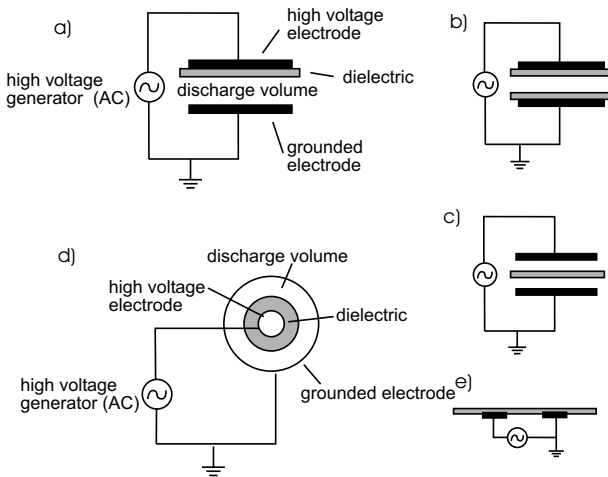 a)
high voltage
electrode
high voltage
generator (AC)
dielectric
discharge volume
grounded
electrode
b)
c)
d)
discharge volume
high voltage
electrode
dielectric
high voltage
generator (AC)
grounded electrode
e)